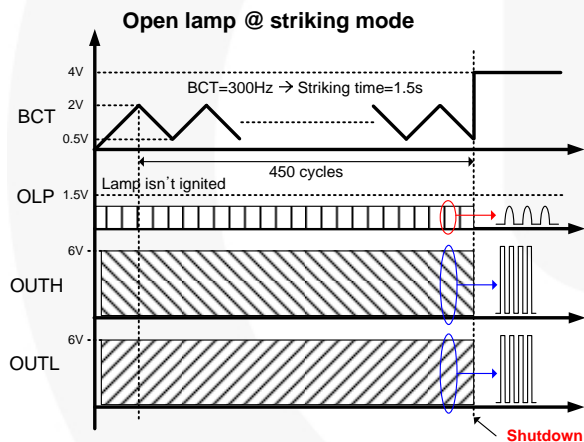 Open lamp @ striking mode
4V
BCT=300Hz → Striking time=1.5s
2V
BCT
0.5V
450 cycles
OLP
1.5V
Lamp isn't ignited
6V
OUTH
6V
OUTL
Shutdown